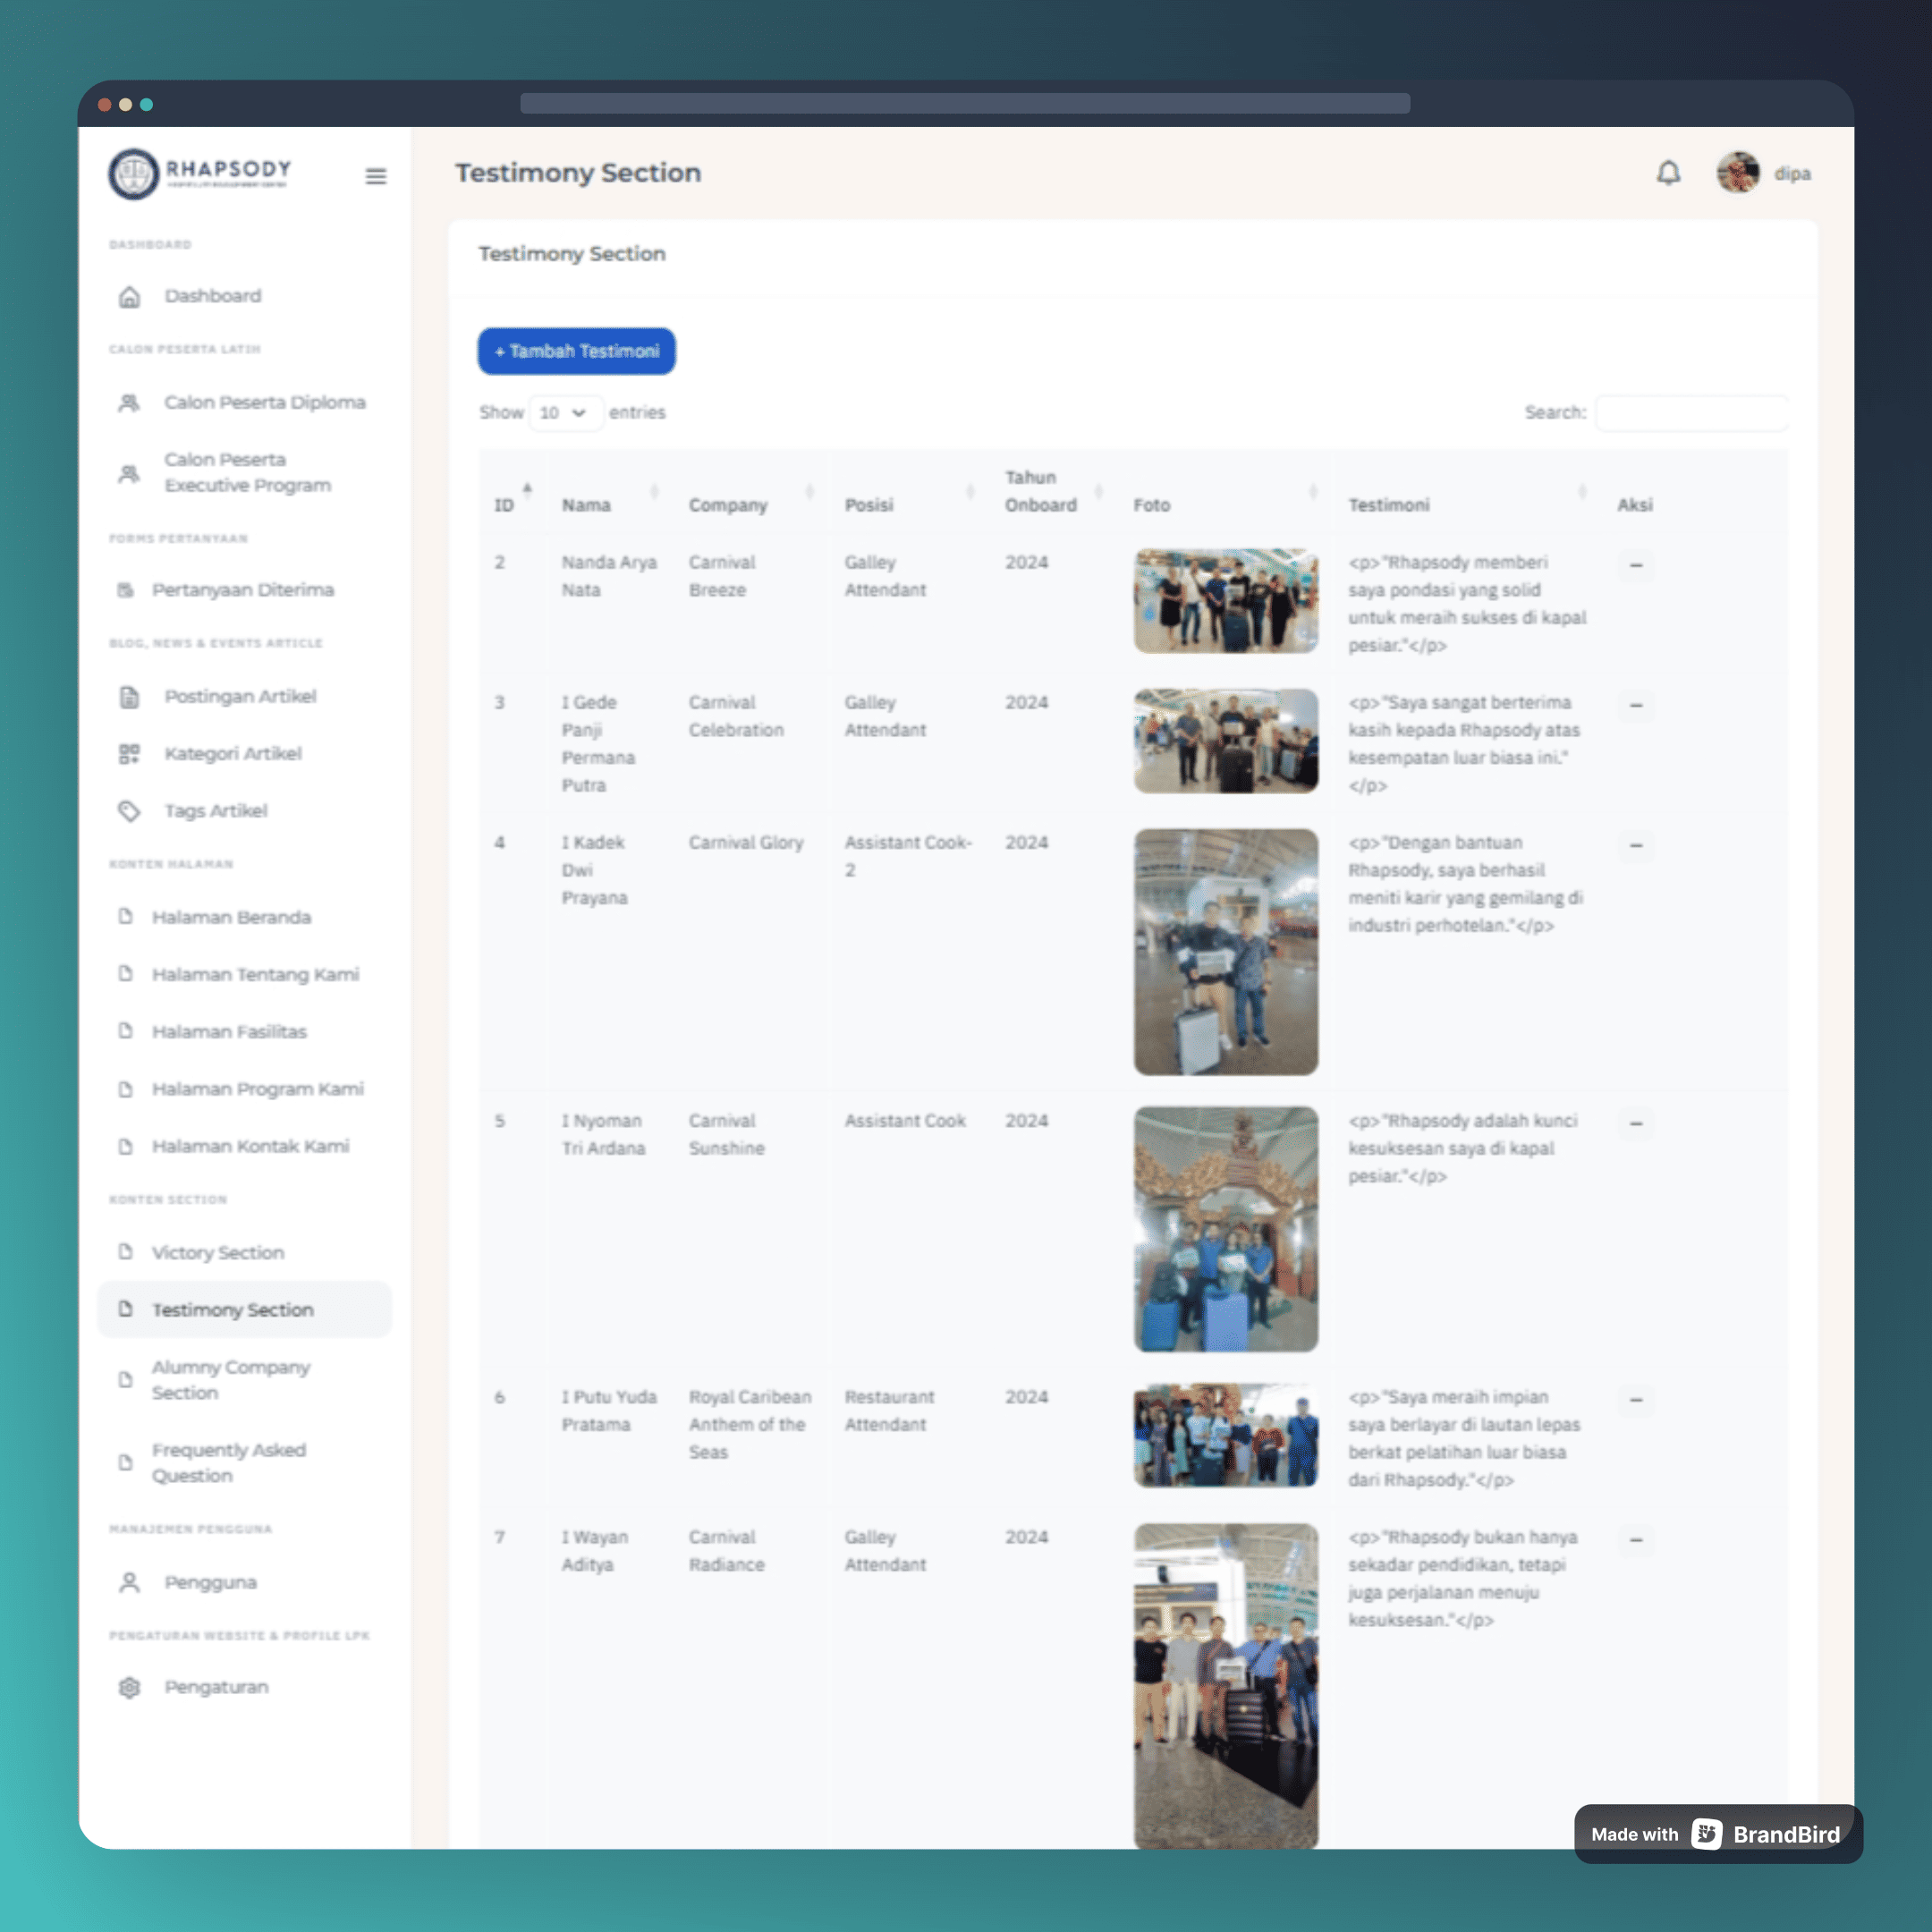 RHAPSODY
DASHBOARD
Dashboard
CALON PESERTA LATIH
Calon Peserta Diploma
Calon Peserta
Executive Program
FORMS PERTANYAAN
Pertanyaan Diterima
BLOG, NEWS & EVENTS ARTICLE
Postingan Artikel
Kategori Artikel
Tags Artikel
KONTEN HALAMAN
Halaman Beranda
Halaman Tentang Kami
Halaman Fasilitas
Halaman Program Kami
Halaman Kontak Kami
KONTEN SECTION
Victory Section
Testimony Section
Alumny Company
Section
Frequently Asked
Question
MANAJEMEN PENGGUNA
Pengguna
PENGATURAN WEBSITE & PROFILE LPK
Pengaturan
Testimony Section
dipa
Testimony Section
+ Tambah Testimoni
Show 10 entries
Search:
ID
Nama
Company
Posisi
Tahun
Onboard
Foto
Testimoni
Aksi
2
Nanda Arya
Nata
Carnival
Breeze
Galley
Attendant
2024
<p>"Rhapsody memberi
saya pondasi yang solid
untuk meraih sukses di kapal
pesiar."</p>
3
I Gede
Panji
Permana
Putra
Carnival
Celebration
Galley
Attendant
2024
<p>"Saya sangat berterima
kasih kepada Rhapsody atas
kesempatan luar biasa ini."
</p>
4
I Kadek
Dwi
Prayana
Carnival Glory
Assistant Cook-
2
2024
<p>"Dengan bantuan
Rhapsody, saya berhasil
meniti karir yang gemilang di
industri perhotelan."</p>
5
I Nyoman
Tri Ardana
Carnival
Sunshine
Assistant Cook
2024
<p>"Rhapsody adalah kunci
kesuksesan saya di kapal
pesiar."</p>
6
I Putu Yuda
Pratama
Royal Caribean
Anthem of the
Seas
Restaurant
Attendant
2024
<p>"Saya meraih impian
saya berlayar di lautan lepas
berkat pelatihan luar biasa
dari Rhapsody."</p>
7
I Wayan
Aditya
Carnival
Radiance
Galley
Attendant
2024
<p>"Rhapsody bukan hanya
sekadar pendidikan, tetapi
juga perjalanan menuju
kesuksesan."</p>
Made with BrandBird